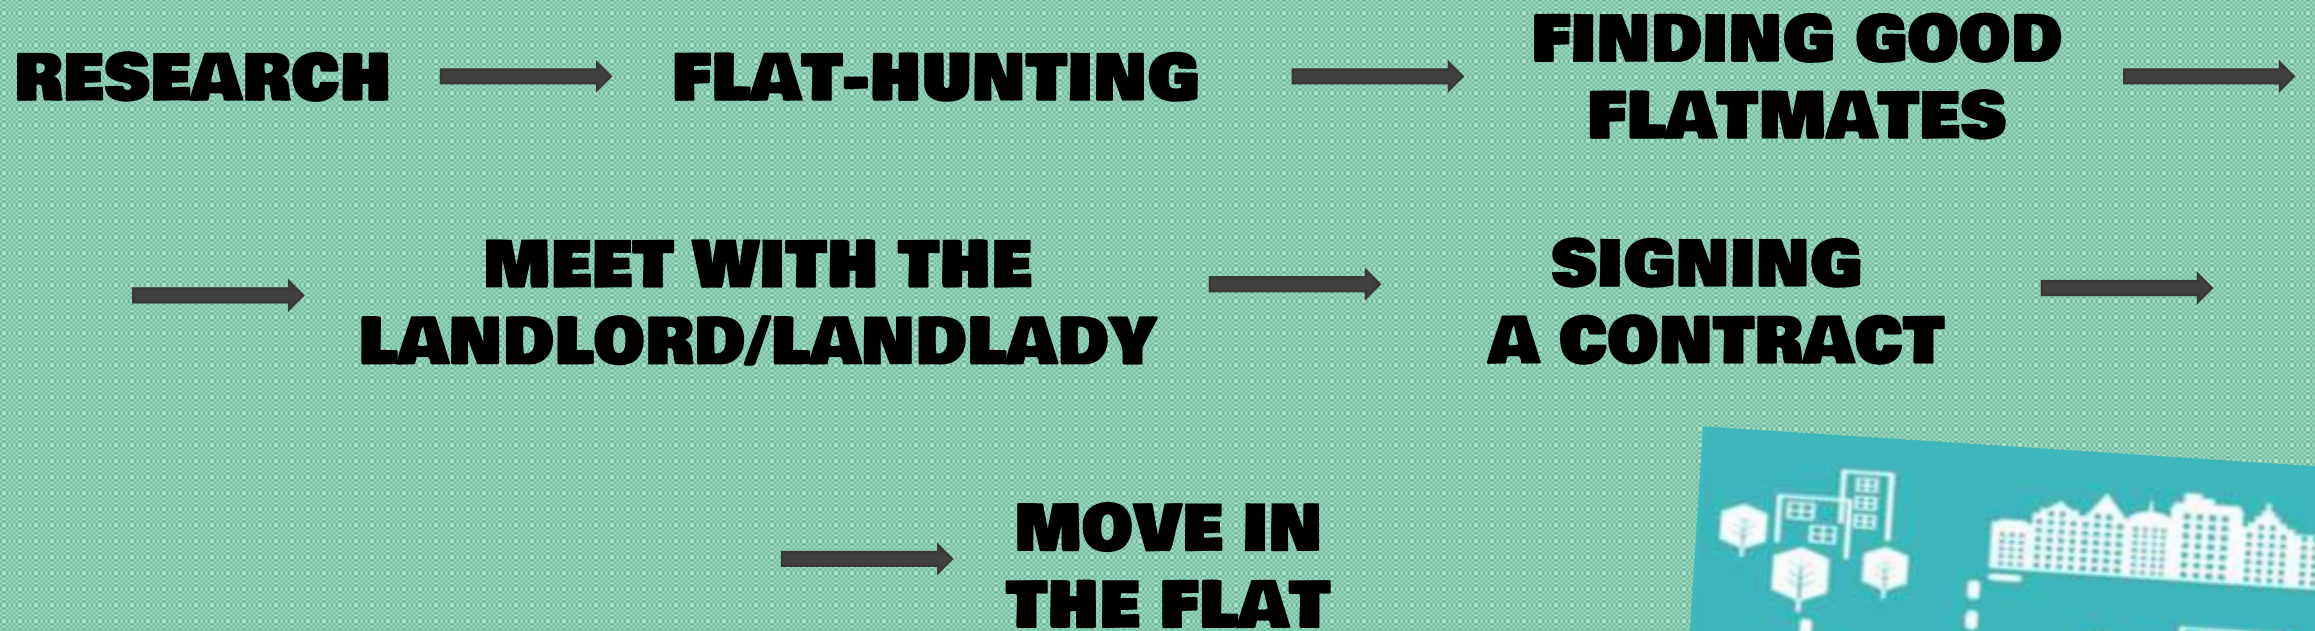 RESEARCH
FLAT-HUNTING
FINDING GOOD
FLATMATES
MEET WITH THE
LANDLORD/LANDLADY
SIGNING
A CONTRACT
MOVE IN
THE FLAT